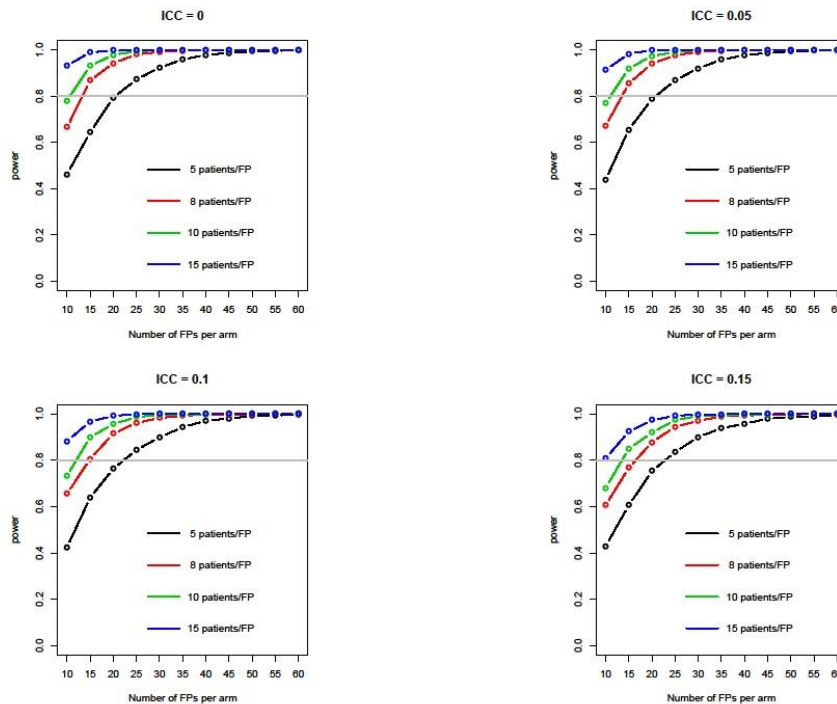 ICC = 0
1.0
0.8
0.6
0.4
0.2
0.0
power
5 patients/FP
8 patients/FP
10 patients/FP
15 patients/FP
10 15 20 25 30 35 40 45 50 55 60
Number of FPs per arm
ICC = 0.05
1.0
0.8
0.6
0.4
0.2
0.0
power
5 patients/FP
8 patients/FP
10 patients/FP
15 patients/FP
10 15 20 25 30 35 40 45 50 55 60
Number of FPs per arm
ICC = 0.1
1.0
0.8
0.6
0.4
0.2
0.0
power
5 patients/FP
8 patients/FP
10 patients/FP
15 patients/FP
10 15 20 25 30 35 40 45 50 55 60
Number of FPs per arm
ICC = 0.15
1.0
0.8
0.6
0.4
0.2
0.0
power
5 patients/FP
8 patients/FP
10 patients/FP
15 patients/FP
10 15 20 25 30 35 40 45 50 55 60
Number of FPs per arm